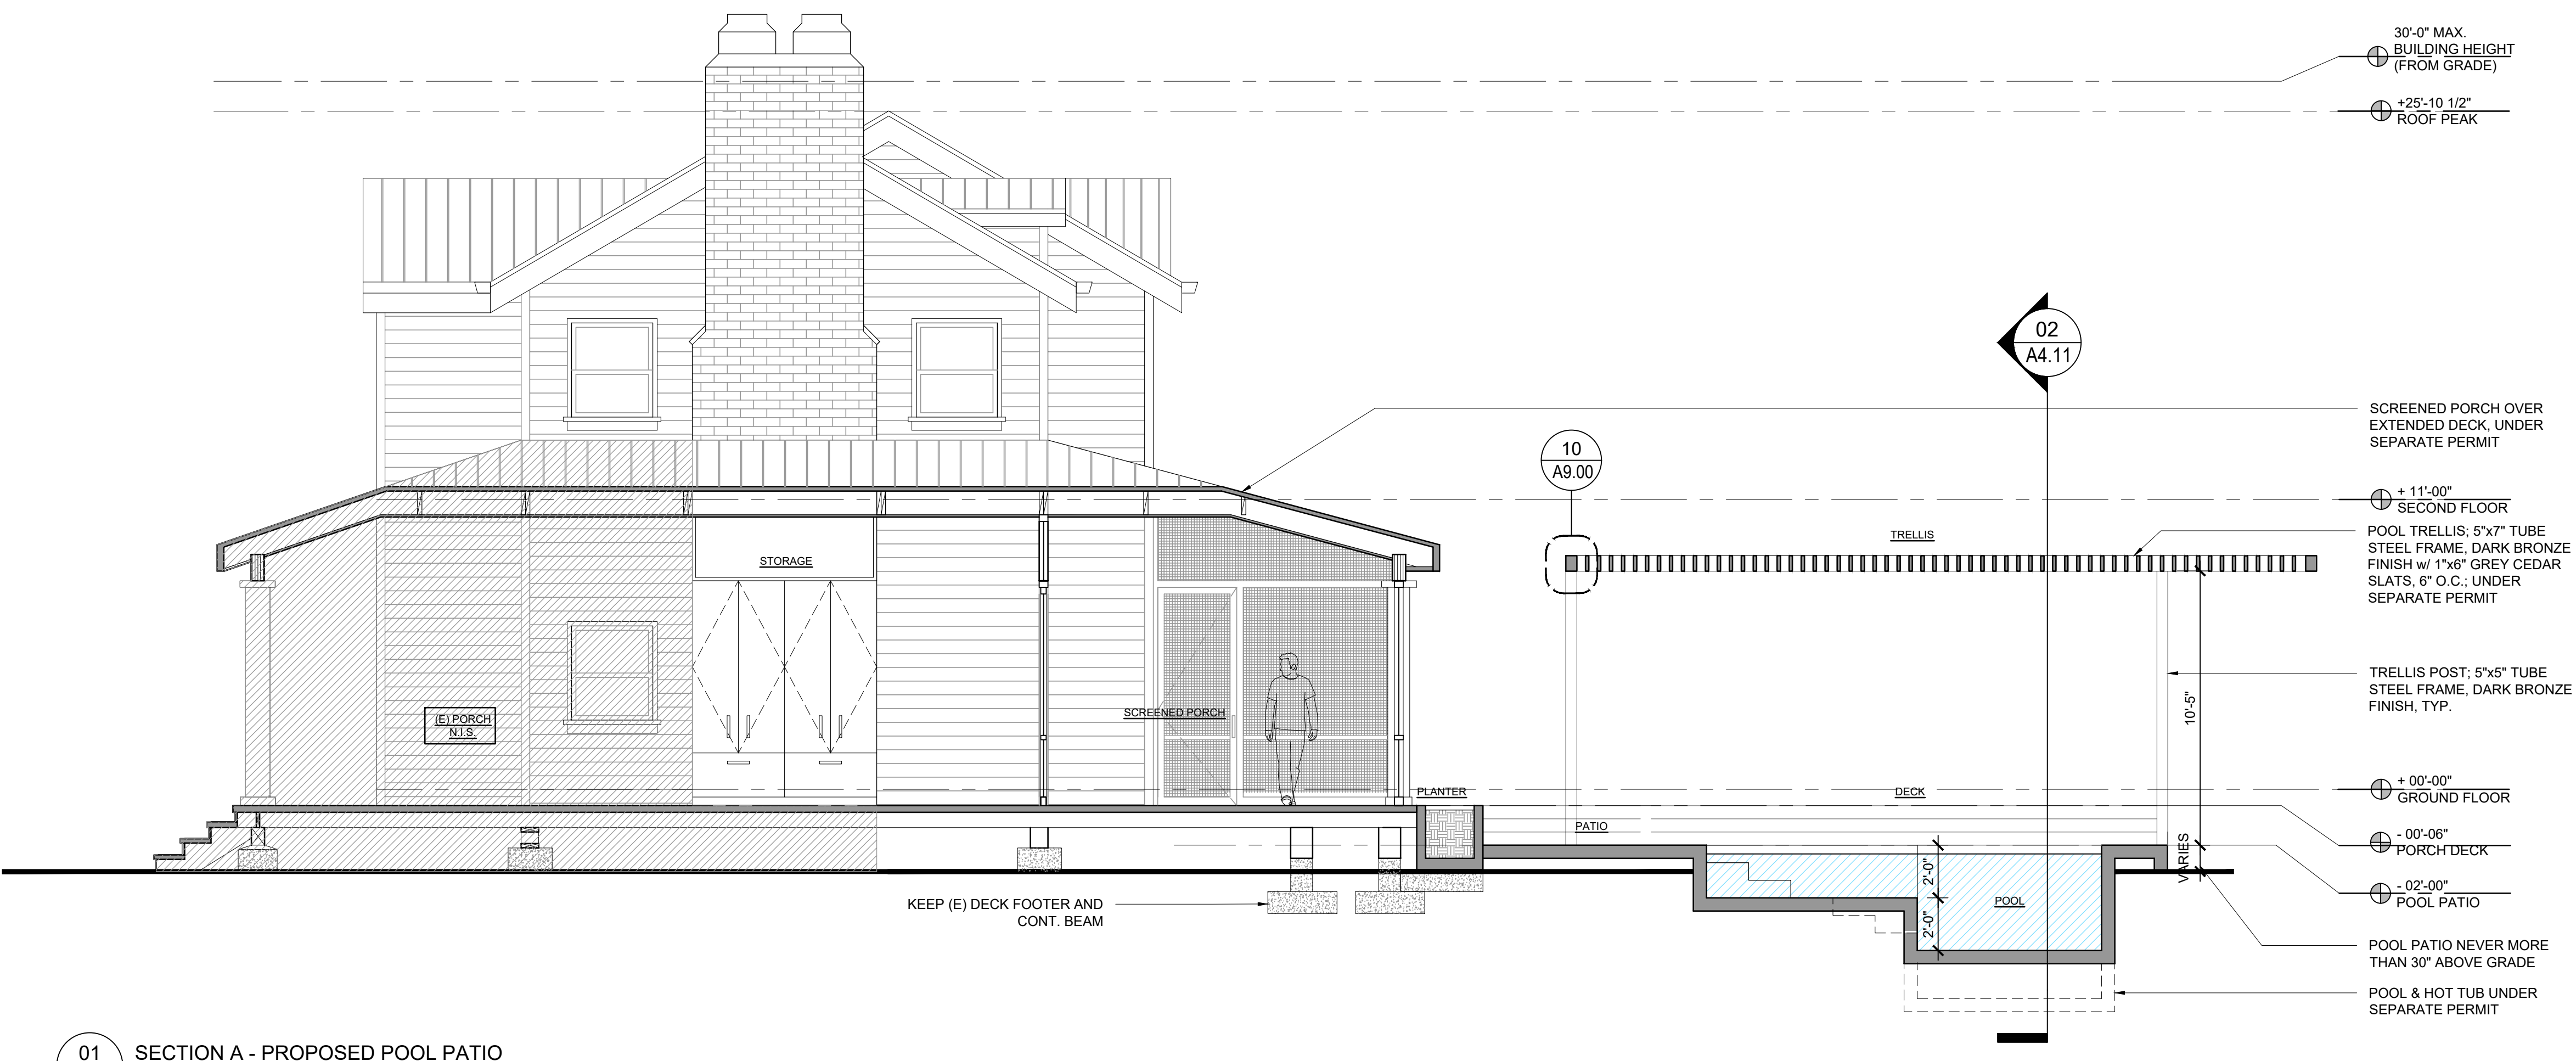 30'-0" MAX.
BUILDING HEIGHT
(FROM GRADE)
+25'-10 1/2"
ROOF PEAK
02
A4.11
SCREENED PORCH OVER
EXTENDED DECK, UNDER
SEPARATE PERMIT
10
A9.00
+ 11'-00"
SECOND FLOOR
TRELLIS
POOL TRELLIS; 5"x7" TUBE
STEEL FRAME, DARK BRONZE
FINISH w/ 1"x6" GREY CEDAR
SLATS, 6" O.C.; UNDER
SEPARATE PERMIT
STORAGE
TRELLIS POST; 5"x5" TUBE
STEEL FRAME, DARK BRONZE
FINISH, TYP.
10'-5"
(E) PORCH
N.I.S.
SCREENED PORCH
PLANTER
DECK
+ 00'-00"
GROUND FLOOR
PATIO
- 00'-06"
PORCH DECK
VARIES
2'-0"
- 02'-00"
POOL PATIO
KEEP (E) DECK FOOTER AND
CONT. BEAM
POOL
2'-0"
POOL PATIO NEVER MORE
THAN 30" ABOVE GRADE
POOL & HOT TUB UNDER
SEPARATE PERMIT
01
SECTION A - PROPOSED POOL PATIO